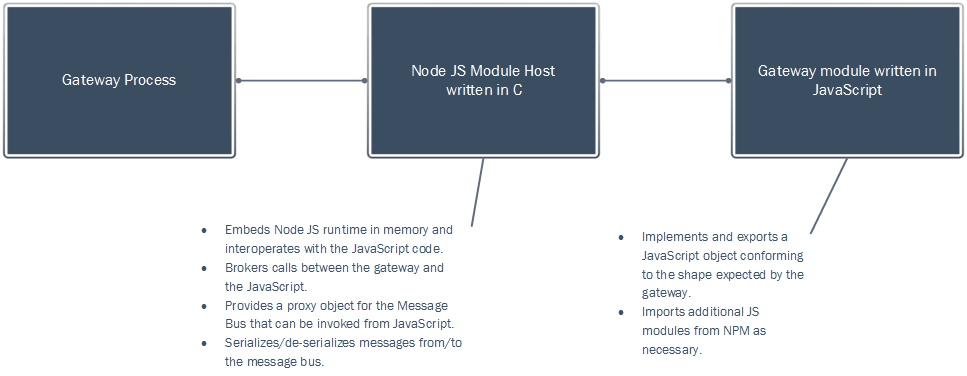 Gateway Process
Node JS Module Host
written in C
Gateway module written in
JavaScript
• Embeds Node JS runtime in memory and
interoperates with the JavaScript code.
• Brokers calls between the gateway and
the JavaScript.
• Provides a proxy object for the Message
Bus that can be invoked from JavaScript.
• Serializes/de-serializes messages from/to
the message bus.
• Implements and exports a
JavaScript object conforming
to the shape expected by the
gateway.
• Imports additional JS
modules from NPM as
necessary.